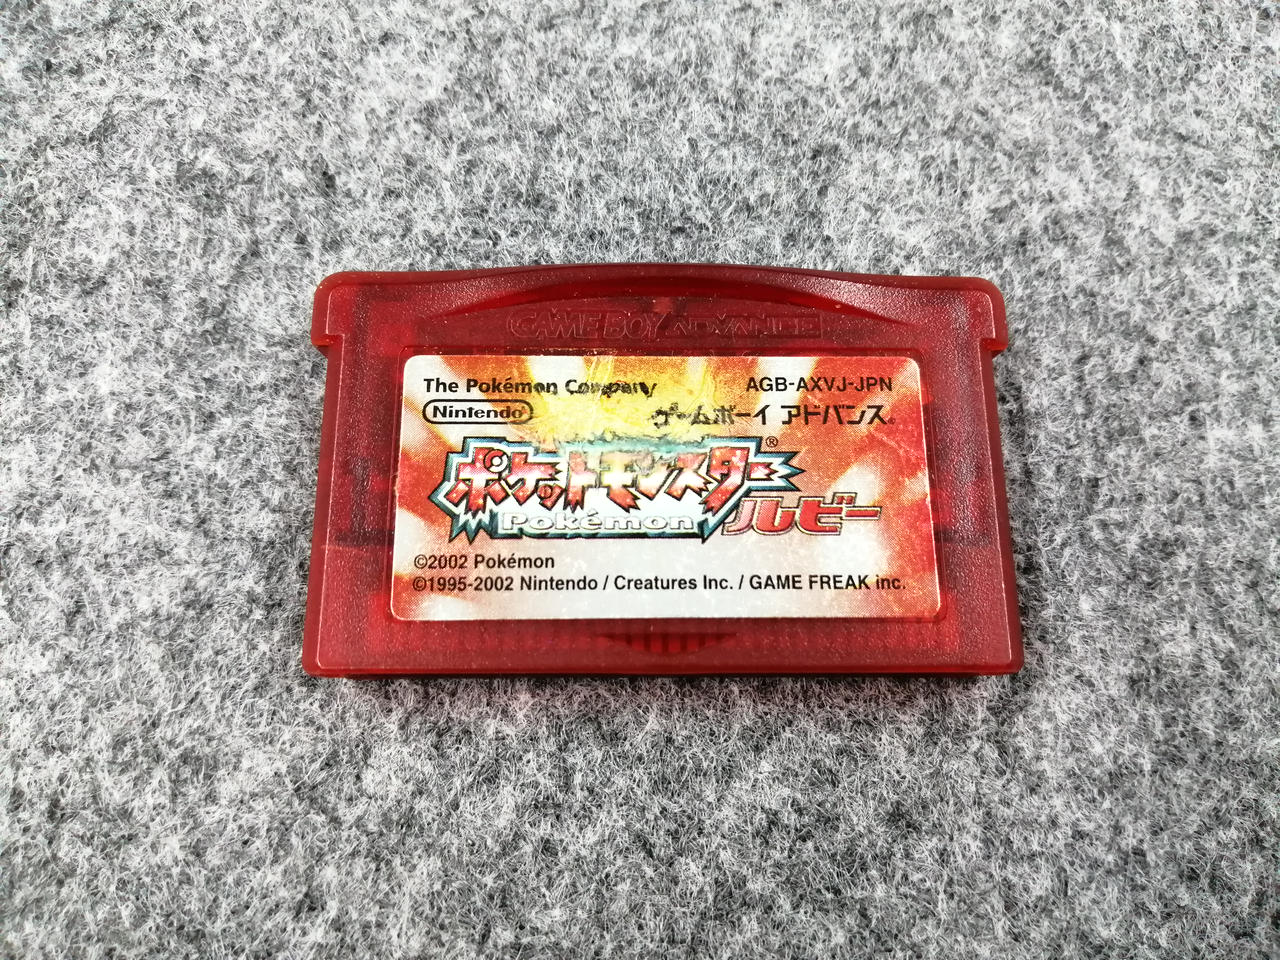 GAME BOY ADVANCE
The Pokémon Company AGB-AXVJ-JPN
Nintendo® ゲームボーイ アドバンス®
ポケットモンスター®
Pokémon ルビー
©2002 Pokémon
©1995-2002 Nintendo / Creatures Inc. / GAME FREAK inc.